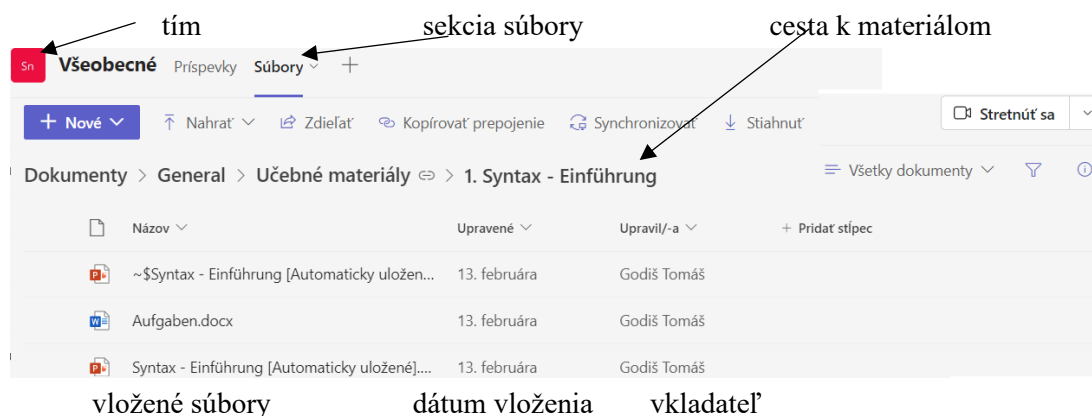 tím sekcia súbory cesta k materiálom
Sn Všeobecné Príspevky Súbory
Nové Nahrať Zdieľať Kopírovať prepojenie Synchronizovať Stiahnuť Stretnúť sa
Dokumenty > General > Učebné materiály > 1. Syntax - Einführung Všetky dokumenty
Názov Upravené Upravil/-a + Pridať stĺpec
~$Syntax - Einführung [Automaticky uložen... 13. februára Godiš Tomáš
Aufgaben.docx 13. februára Godiš Tomáš
Syntax - Einführung [Automaticky uložené].... 13. februára Godiš Tomáš
vložené súbory dátum vloženia vkladateľ